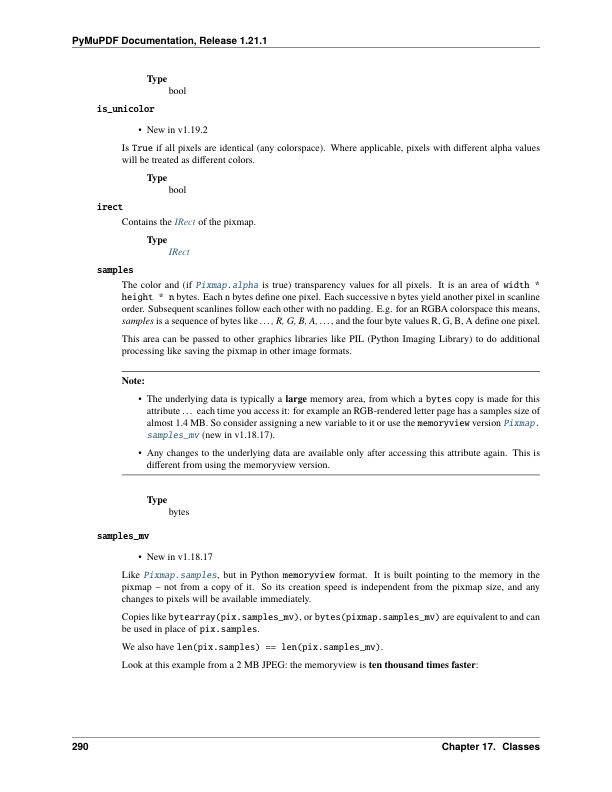 PyMuPDF Documentation, Release 1.21.1
Type
bool
is_unicolor
• New in v1.19.2
Is True if all pixels are identical (any colorspace). Where applicable, pixels with different alpha values
will be treated as different colors.
Type
bool
irect
Contains the IRect of the pixmap.
Type
IRect
samples
The color and (if Pixmap.alpha is true) transparency values for all pixels. It is an area of width *
height * n bytes. Each n bytes define one pixel. Each successive n bytes yield another pixel in scanline
order. Subsequent scanlines follow each other with no padding. E.g. for an RGBA colorspace this means,
samples is a sequence of bytes like …, R, G, B, A, …, and the four byte values R, G, B, A define one pixel.
This area can be passed to other graphics libraries like PIL (Python Imaging Library) to do additional
processing like saving the pixmap in other image formats.
Note:
• The underlying data is typically a large memory area, from which a bytes copy is made for this
attribute … each time you access it: for example an RGB-rendered letter page has a samples size of
almost 1.4 MB. So consider assigning a new variable to it or use the memoryview version Pixmap.
samples_mv (new in v1.18.17).
• Any changes to the underlying data are available only after accessing this attribute again. This is
different from using the memoryview version.
Type
bytes
samples_mv
• New in v1.18.17
Like Pixmap.samples, but in Python memoryview format. It is built pointing to the memory in the
pixmap – not from a copy of it. So its creation speed is independent from the pixmap size, and any
changes to pixels will be available immediately.
Copies like bytearray(pix.samples_mv), or bytes(pixmap.samples_mv) are equivalent to and can
be used in place of pix.samples.
We also have len(pix.samples) == len(pix.samples_mv).
Look at this example from a 2 MB JPEG: the memoryview is ten thousand times faster:
290
Chapter 17. Classes